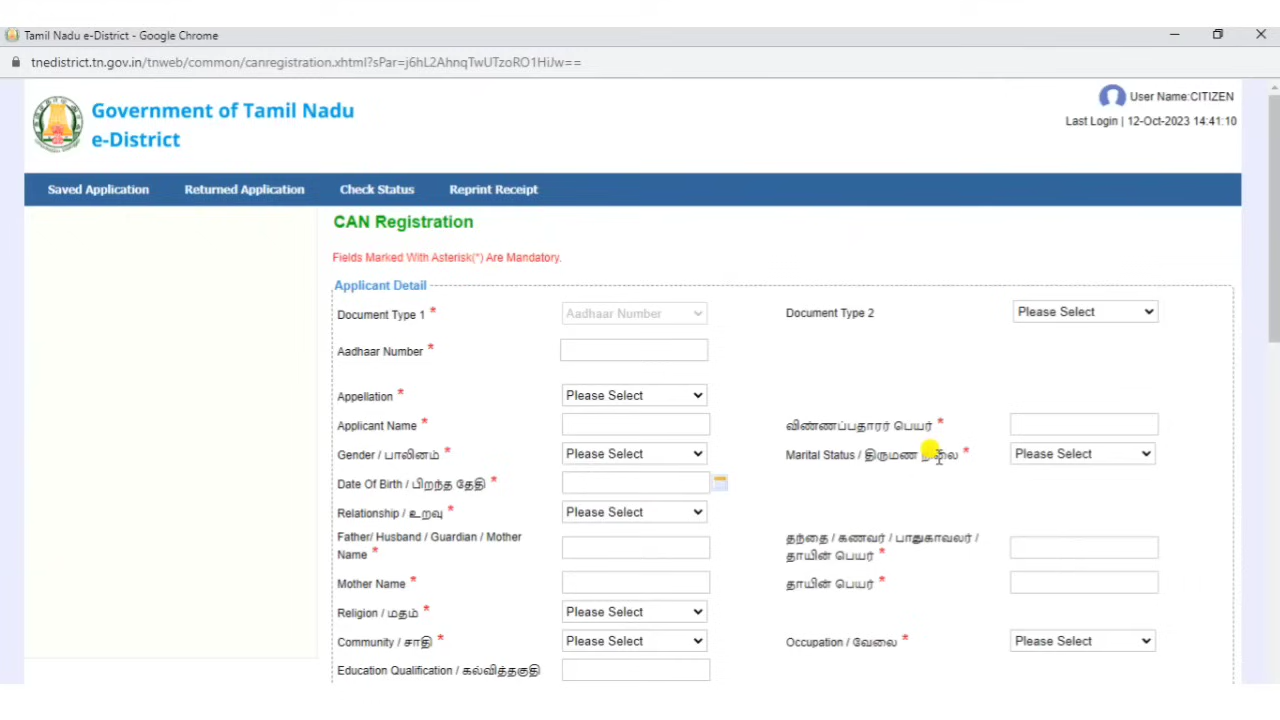 Tamil Nadu e-District - Google Chrome
tnedistrict.tn.gov.in/tnweb/common/canregistration.xhtml?sPar=j6hL2AhnqTwUTzoRO1HiJw==
Government of Tamil Nadu
e-District
User Name:CITIZEN
Last Login | 12-Oct-2023 14:41:10
Saved Application Returned Application Check Status Reprint Receipt
CAN Registration
Fields Marked With Asterisk(*) Are Mandatory.
Applicant Detail
Document Type 1 * Aadhaar Number Document Type 2 Please Select
Aadhaar Number *
Appellation * Please Select
Applicant Name * விண்ணப்பதாரர் பெயர் *
Gender / பாலினம் * Please Select Marital Status / திருமண நிலை * Please Select
Date Of Birth / பிறந்த தேதி *
Relationship / உறவு * Please Select
Father/ Husband / Guardian / Mother
Name *
தந்தை / கணவர் / பாதுகாவலர் /
தாயின் பெயர் *
Mother Name * தாயின் பெயர் *
Religion / மதம் * Please Select
Community / சாதி * Please Select Occupation / வேலை * Please Select
Education Qualification / கல்வித்தகுதி